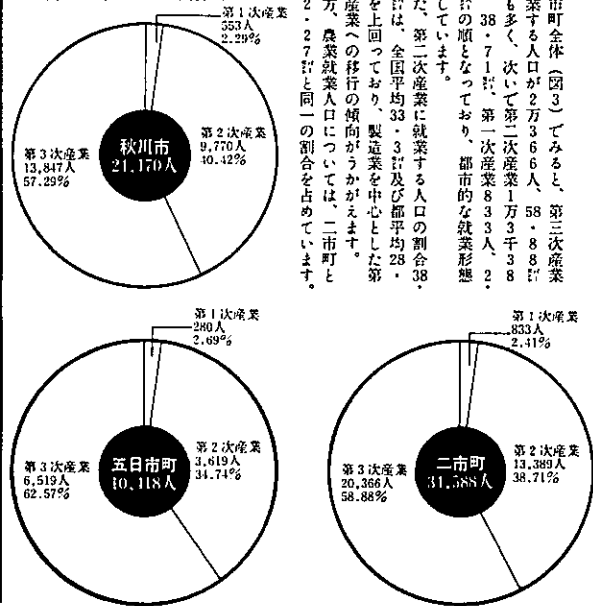 市町全体（図3）でみると、第三次産業
業する人口が2万366人、58・88㌫
も多く、次いで第二次産業1万3千38
38・71㌫、第一次産業833人、2・
㌫の順となっており、都市的な就業形態
しています。
た、第二次産業に就業する人口の割合38・
㌫は、全国平均33・3㌫及び都平均28・
を上回っており、製造業を中心とした第
産業への移行の傾向がうかがえます。
方、農業就業人口については、二市町と
2・27㌫と同一の割合を占めています。
第1次産業
553人
2.29%
第2次産業
9,770人
40.42%
第3次産業
13,847人
57.29%
秋川市
24,170人
第1次産業
280人
2.69%
第2次産業
3,619人
34.74%
第3次産業
6,519人
62.57%
五日市町
10,418人
第1次産業
833人
2.41%
第2次産業
13,389人
38.71%
第3次産業
20,366人
58.88%
二市町
34,588人